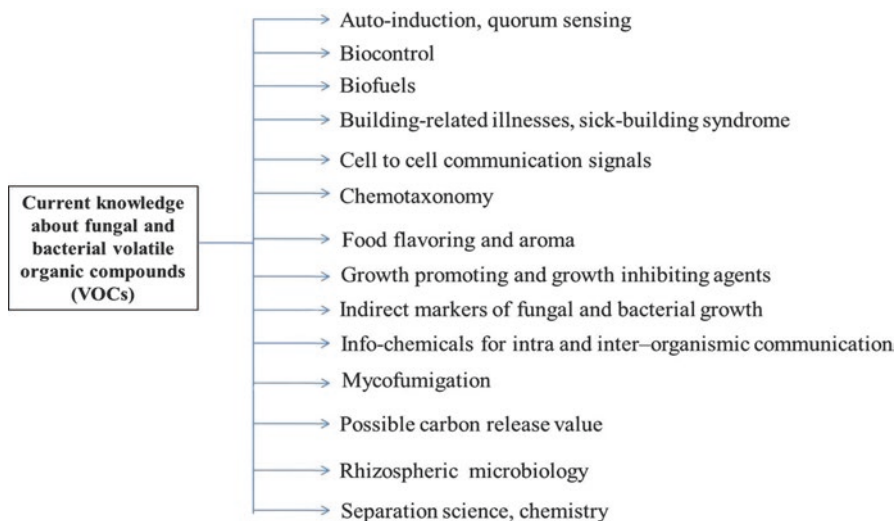 Auto-induction, quorum sensing
Biocontrol
Biofuels
Building-related illnesses, sick-building syndrome
Cell to cell communication signals
Chemotaxonomy
Current knowledge
about fungal and
bacterial volatile
organic compounds
(VOCs)
Food flavoring and aroma
Growth promoting and growth inhibiting agents
Indirect markers of fungal and bacterial growth
Info-chemicals for intra and inter–organismic communication
Mycofumigation
Possible carbon release value
Rhizospheric microbiology
Separation science, chemistry